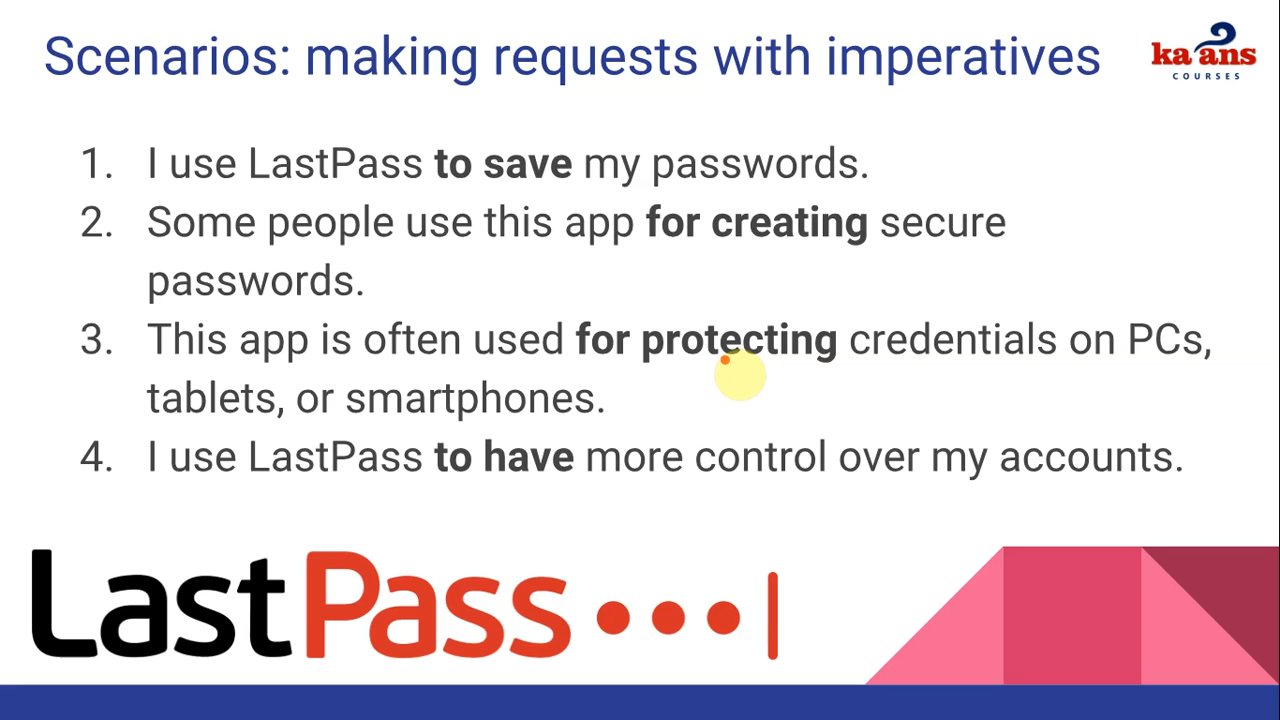 Scenarios: making requests with imperatives
ka2ans
COURSES
1. I use LastPass to save my passwords.
2. Some people use this app for creating secure
passwords.
3. This app is often used for protecting credentials on PCs,
tablets, or smartphones.
4. I use LastPass to have more control over my accounts.
LastPass •••|